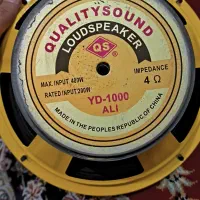 QUALITYSOUND
LOUDSPEAKER
QS
MAX. INPUT 400W
RATED INPUT 200W
IMPEDANCE
4 Ω
YD-1000
ALI
MADE IN THE PEOPLES REPUBLIC OF CHINA